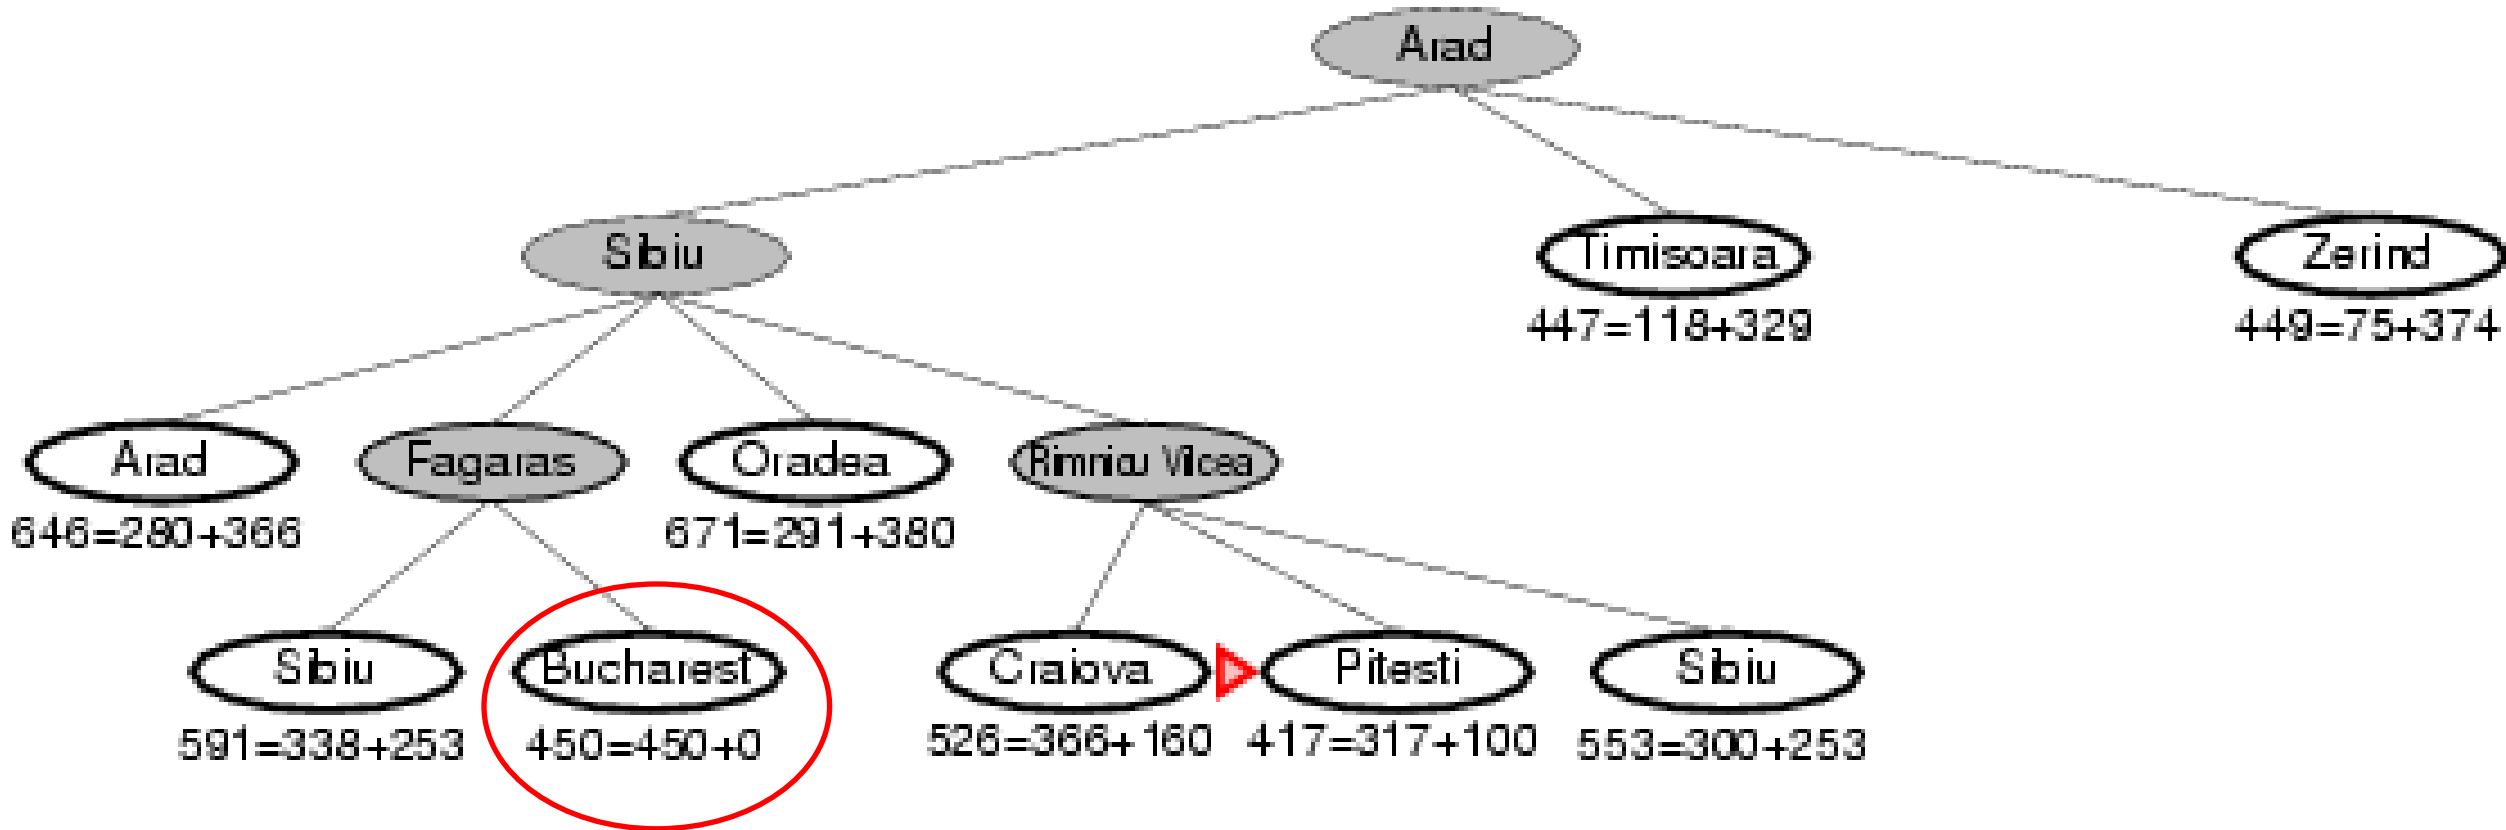 Arad
Sibiu
Timisoara
Zerind
447=118+329
449=75+374
Arad
Fagaras
Oradea
Rimnicu Vilcea
646=280+366
671=291+380
Sibiu
Bucharest
Craiova
Pitesti
Sibiu
591=338+253
450=450+0
526=366+160
417=317+100
553=300+253